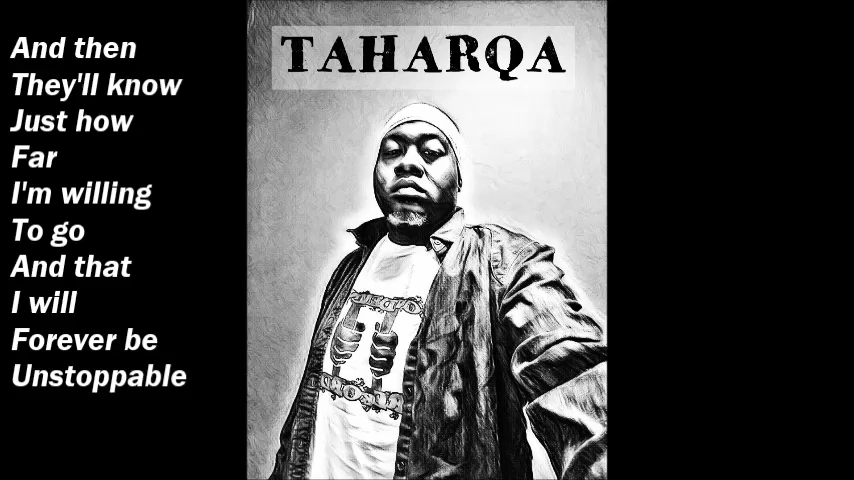 TAHARQA
And then
They'll know
Just how
Far
I'm willing
To go
And that
I will
Forever be
Unstoppable